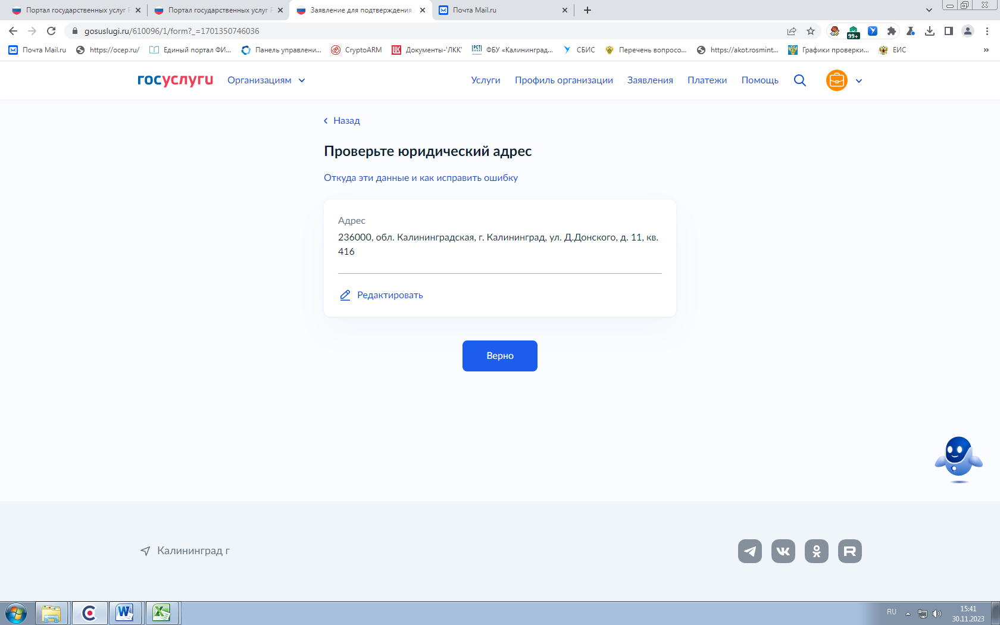 Портал государственных услуг Р
Портал государственных услуг Р
Заявление для подтверждения
Почта Mail.ru
gosuslugi.ru/610096/1/form?_=1701350746036
99+
Почта Mail.ru
https://ocep.ru/
Единый портал ФИ...
Панель управлени...
CryptoARM
Документы-'ЛКК'
ФБУ «Калининград...
СБИС
Перечень вопросо...
https://akot.rosmint...
Графики проверки...
ЕИС
»
госуслуги
Организациям
Услуги
Профиль организации
Заявления
Платежи
Помощь
Назад
Проверьте юридический адрес
Откуда эти данные и как исправить ошибку
Адрес
236000, обл. Калининградская, г. Калининград, ул. Д.Донского, д. 11, кв.
416
Редактировать
Верно
Калининград г
RU
15:41
30.11.2023